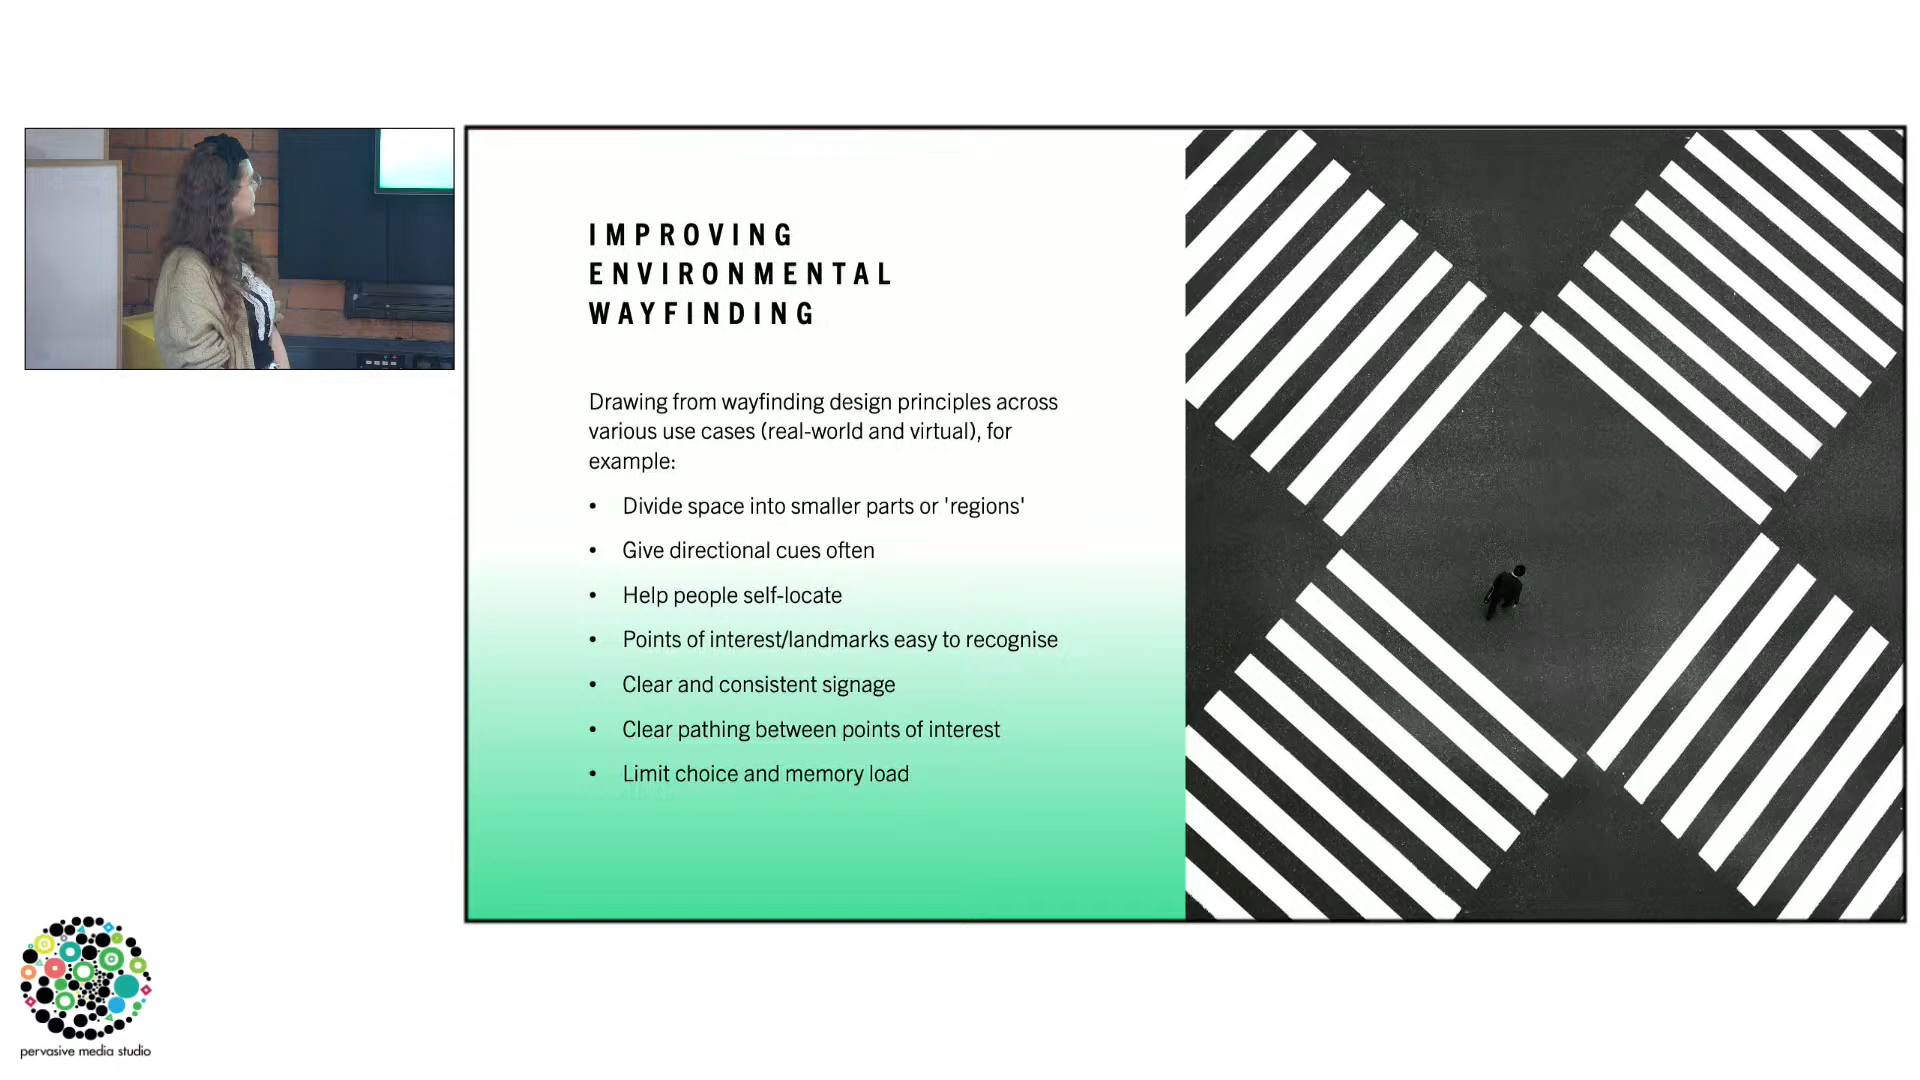 IMPROVING
ENVIRONMENTAL
WAYFINDING
Drawing from wayfinding design principles across
various use cases (real-world and virtual), for
example:
• Divide space into smaller parts or 'regions'
• Give directional cues often
• Help people self-locate
• Points of interest/landmarks easy to recognise
• Clear and consistent signage
• Clear pathing between points of interest
• Limit choice and memory load
pervasive media studio